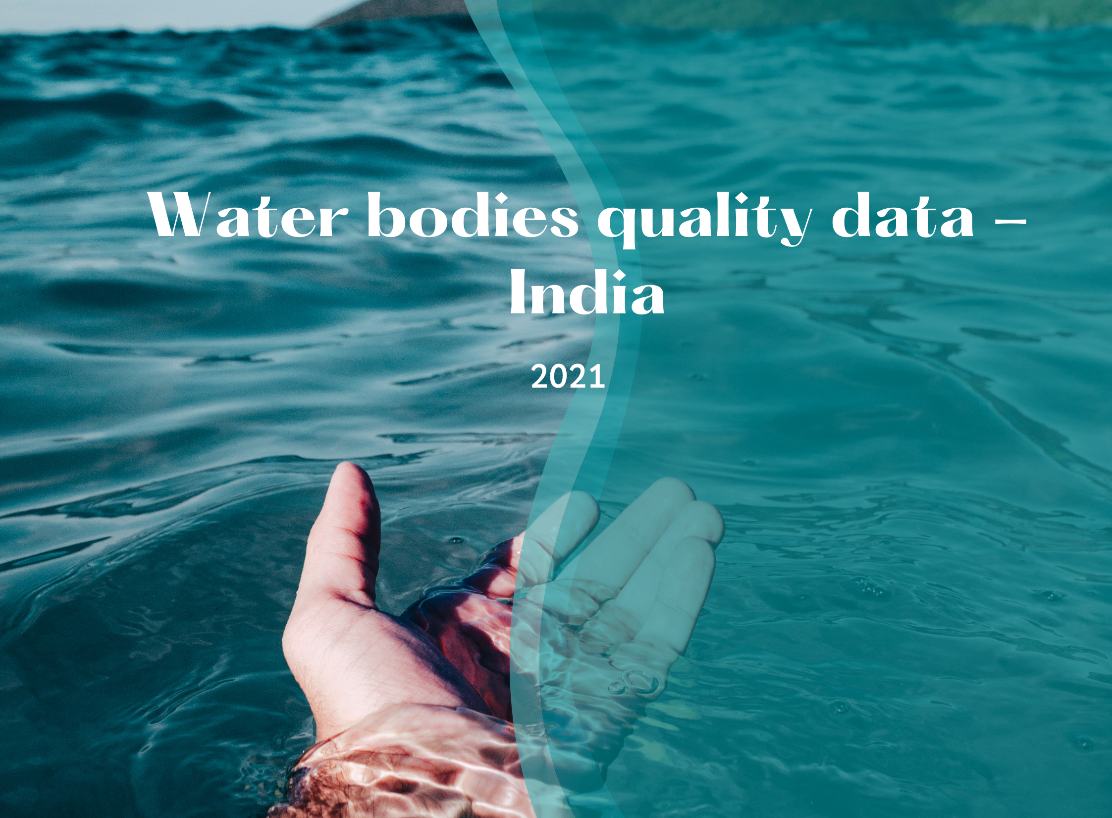 Water bodies quality data –
India
2021